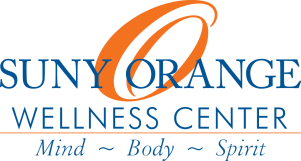 SUNY ORANGE
WELLNESS CENTER
Mind ~ Body ~ Spirit